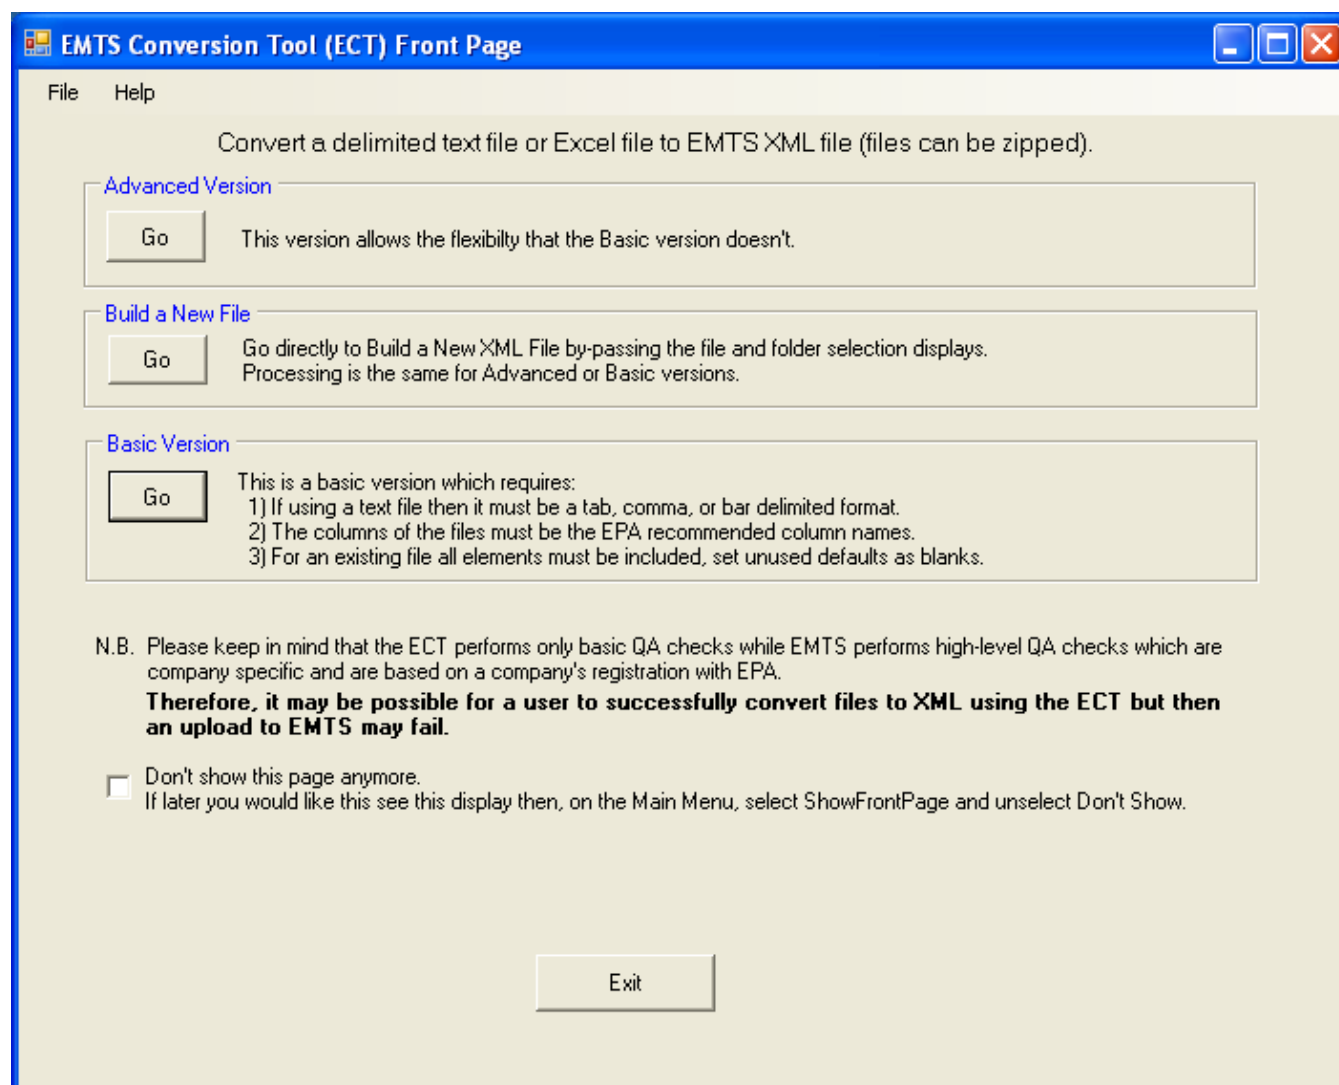 EMTS Conversion Tool (ECT) Front Page
File Help
Convert a delimited text file or Excel file to EMTS XML file (files can be zipped).
Advanced Version
Go
This version allows the flexibilty that the Basic version doesn't.
Build a New File
Go
Go directly to Build a New XML File by-passing the file and folder selection displays.
Processing is the same for Advanced or Basic versions.
Basic Version
Go
This is a basic version which requires:
1) If using a text file then it must be a tab, comma, or bar delimited format.
2) The columns of the files must be the EPA recommended column names.
3) For an existing file all elements must be included, set unused defaults as blanks.
N.B. Please keep in mind that the ECT performs only basic QA checks while EMTS performs high-level QA checks which are
company specific and are based on a company's registration with EPA.
Therefore, it may be possible for a user to successfully convert files to XML using the ECT but then
an upload to EMTS may fail.
Don't show this page anymore.
If later you would like this see this display then, on the Main Menu, select ShowFrontPage and unselect Don't Show.
Exit